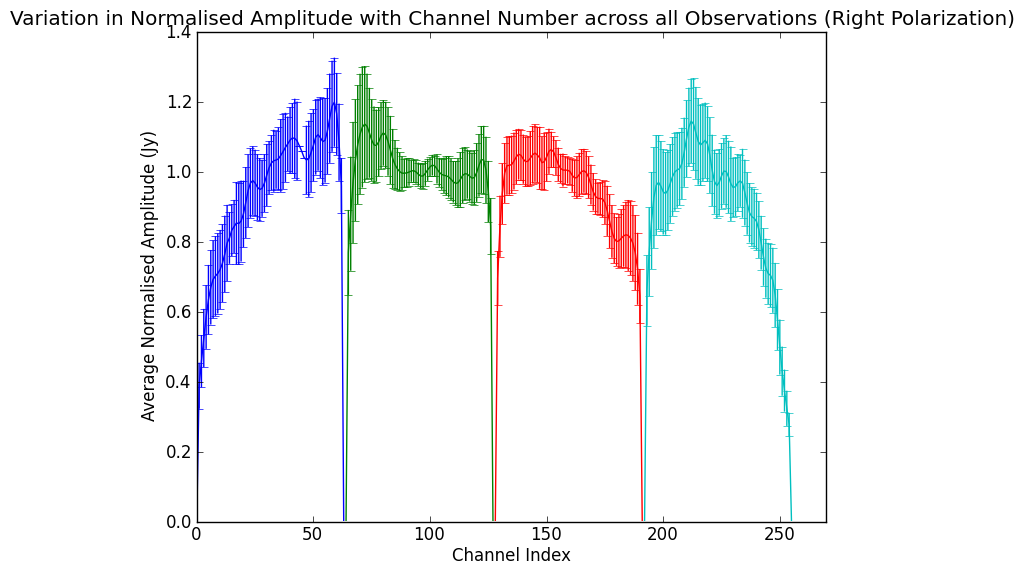 Variation in Normalised Amplitude with Channel Number across all Observations (Right Polarization)
1.4
1.2
1.0
0.8
0.6
0.4
0.2
0.0
Average Normalised Amplitude (Jy)
0 50 100 150 200 250
Channel Index